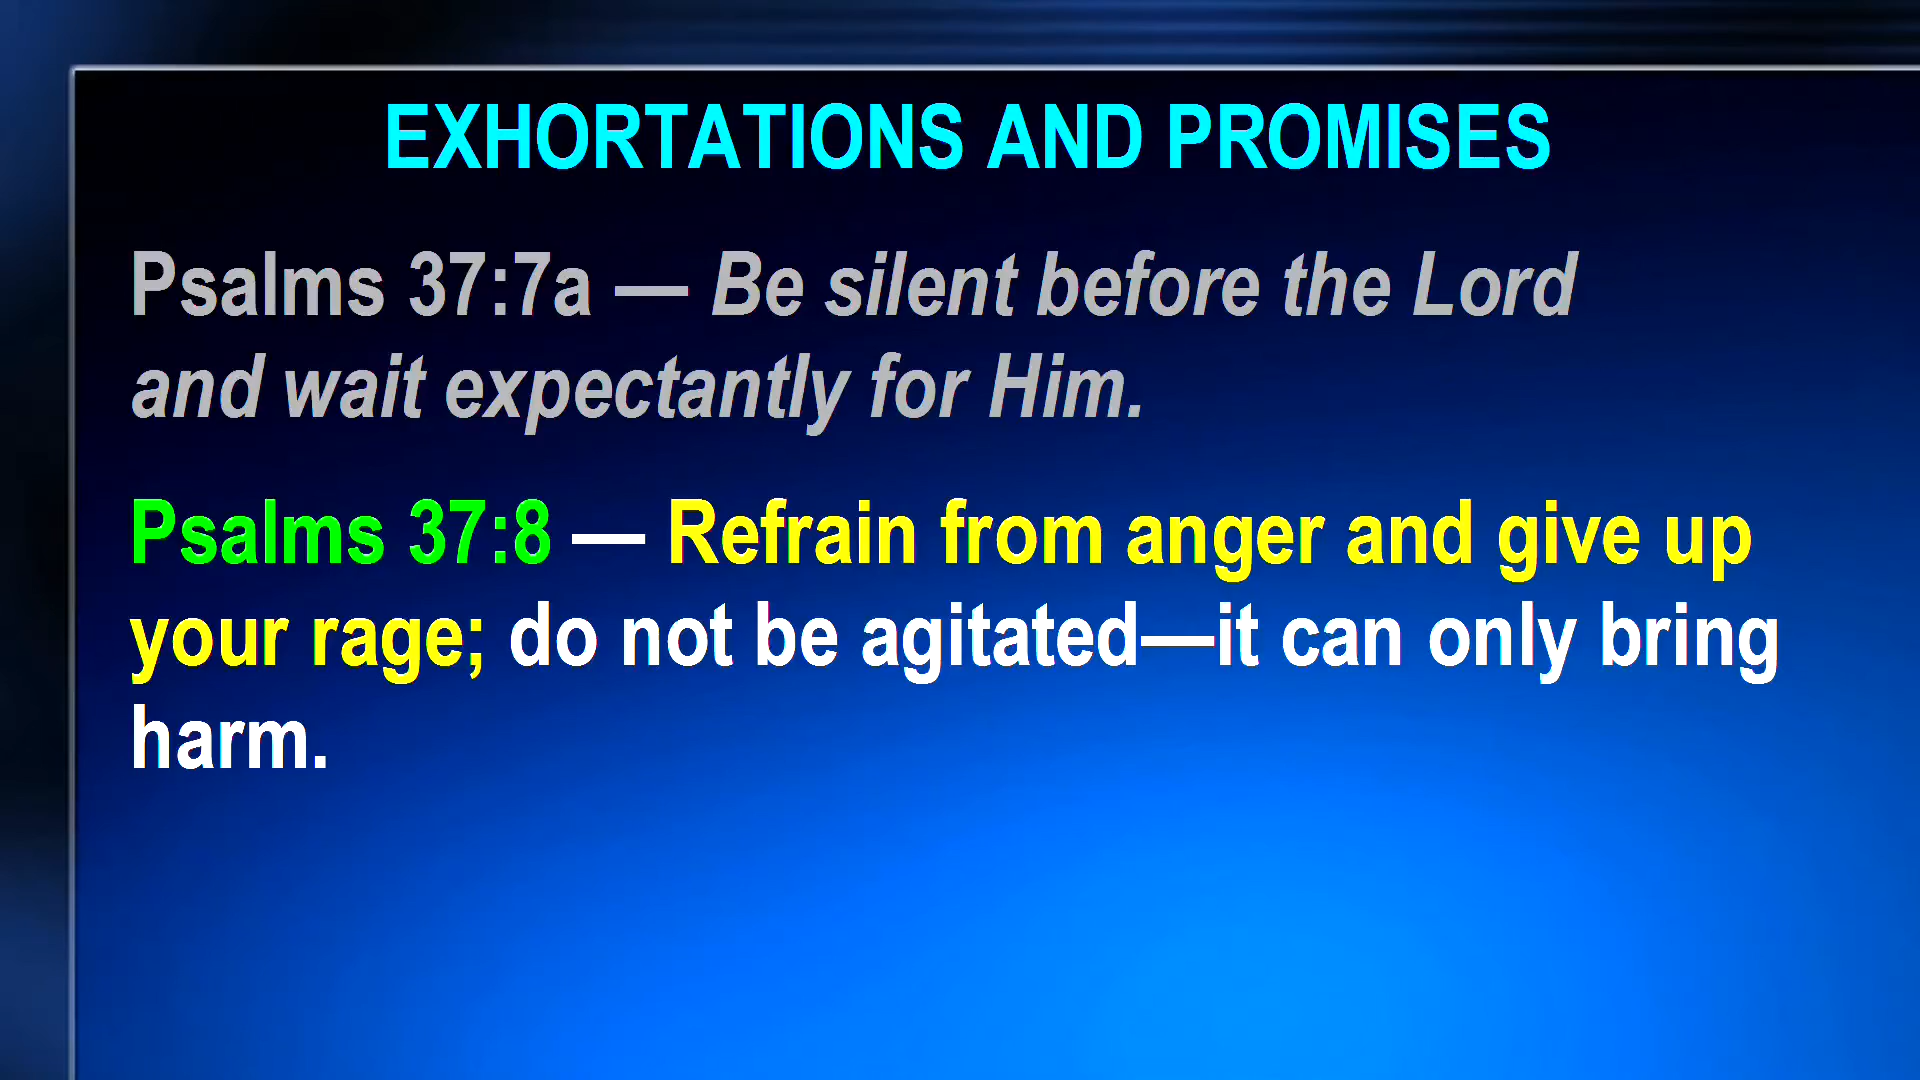 EXHORTATIONS AND PROMISES
Psalms 37:7a — Be silent before the Lord
and wait expectantly for Him.
Psalms 37:8 — Refrain from anger and give up
your rage; do not be agitated—it can only bring
harm.